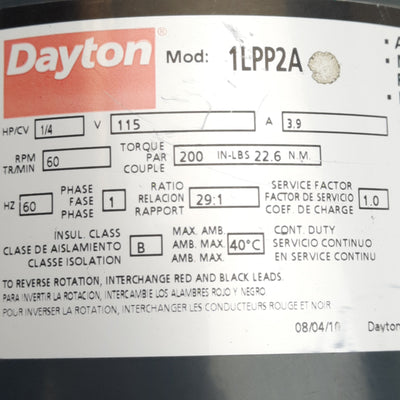 Dayton® Mod: 1LPP2A
HP/CV 1/4 V 115 A 3.9
RPM TR/MIN 60 TORQUE PAR COUPLE 200 IN-LBS 22.6 N.M.
HZ 60 PHASE FASE PHASE 1 RATIO RELACION RAPPORT 29:1 SERVICE FACTOR FACTOR DE SERVICIO COEF. DE CHARGE 1.0
INSUL. CLASS CLASE DE AISLAMIENTO CLASSE ISOLATION B MAX. AMB. AMB. MAX. AMB. MAX. 40°C CONT. DUTY SERVICIO CONTINUO EN SERVICE CONTINU
TO REVERSE ROTATION, INTERCHANGE RED AND BLACK LEADS.
PARA INVERTIR LA ROTACION, INTERCAMBIE LOS ALAMBRES ROJO Y NEGRO
POUR INVERSER LA ROTATION, INTERCHANGER LES CONDUCTEURS ROUGE ET NOIR
08/04/10 Dayton